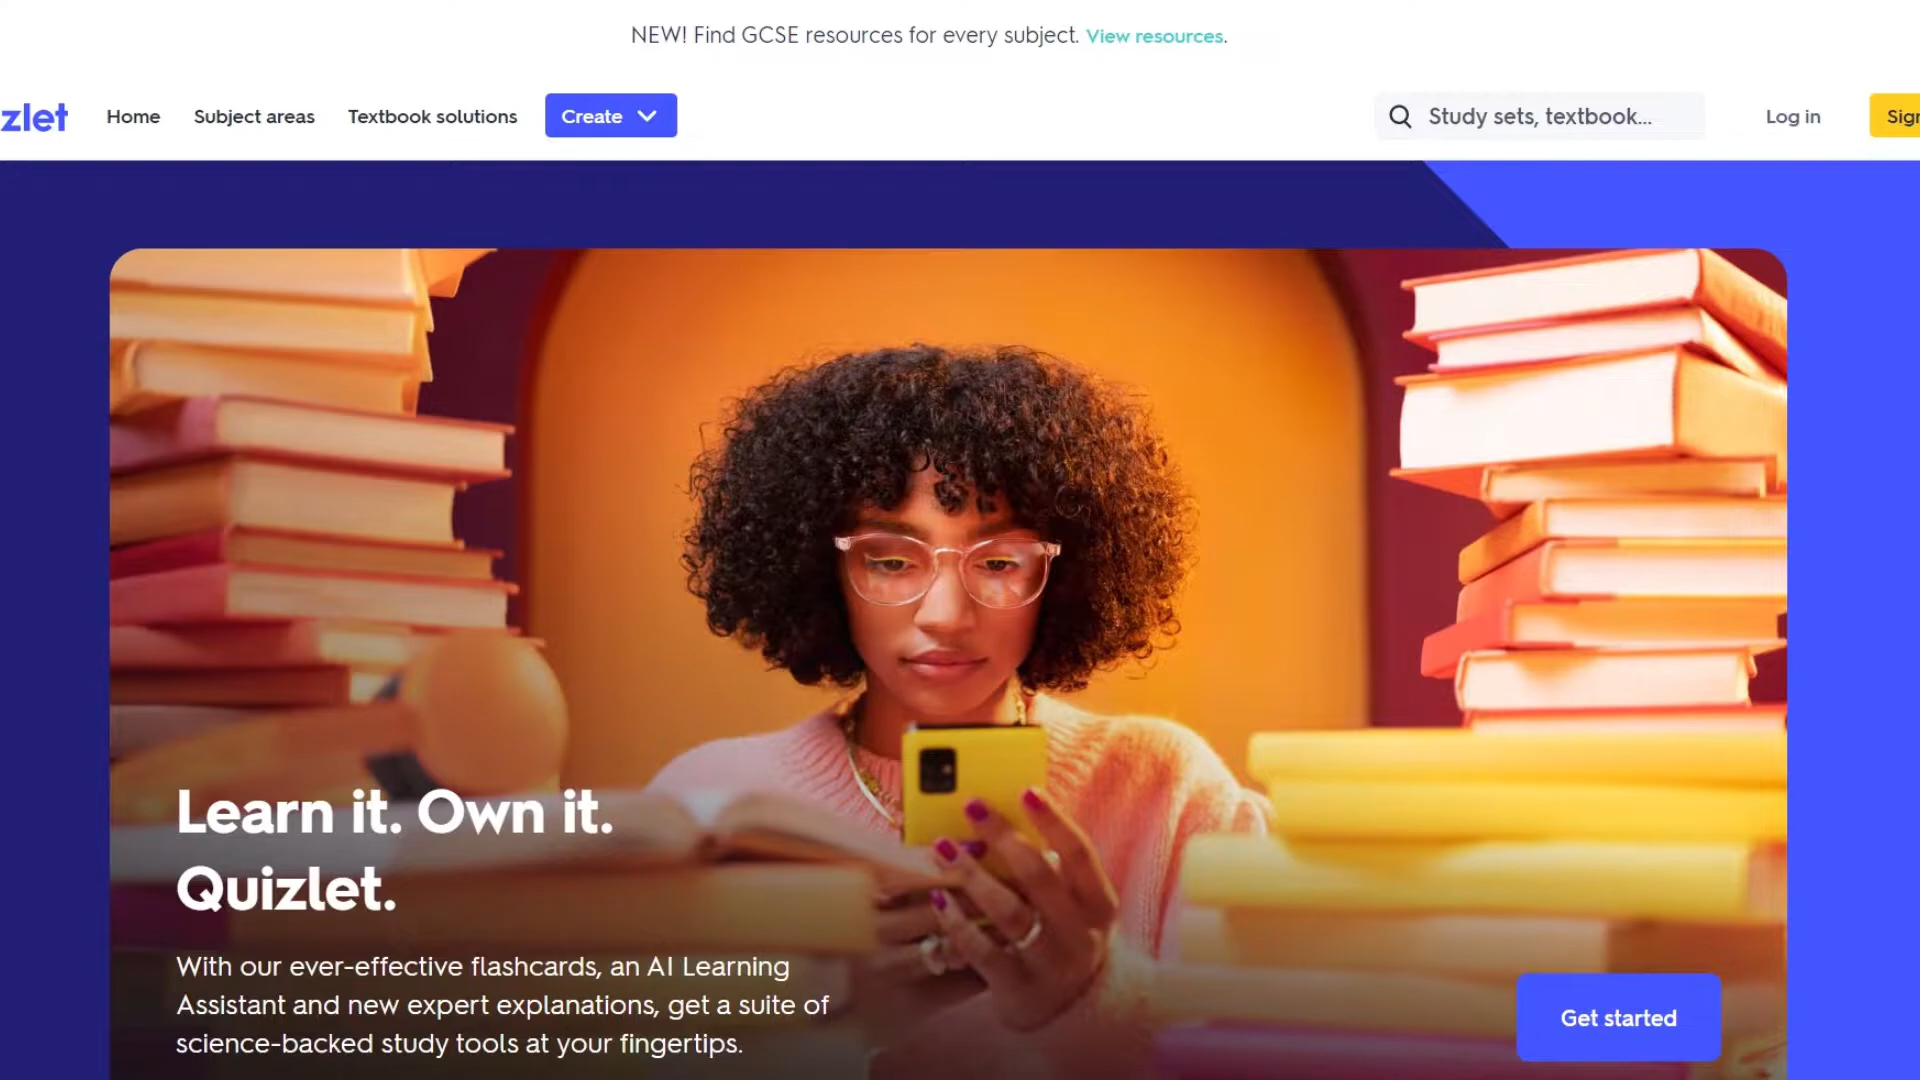 NEW! Find GCSE resources for every subject. View resources.
zlet Home Subject areas Textbook solutions Create Study sets, textbook... Log in Sign
Learn it. Own it.
Quizlet.
With our ever-effective flashcards, an AI Learning
Assistant and new expert explanations, get a suite of
science-backed study tools at your fingertips.
Get started